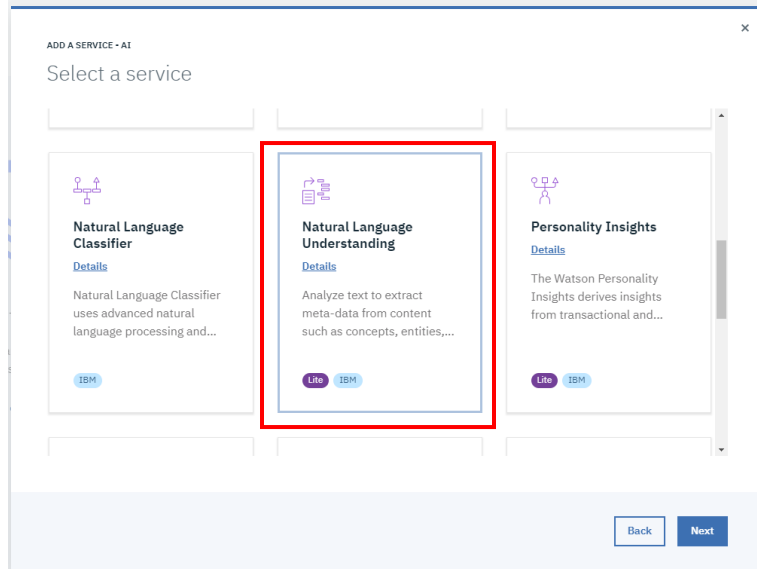 ×
ADD A SERVICE - AI
Select a service
Natural Language
Classifier
Details
Natural Language Classifier
uses advanced natural
language processing and...
IBM
Natural Language
Understanding
Details
Analyze text to extract
meta-data from content
such as concepts, entities,...
Lite IBM
Personality Insights
Details
The Watson Personality
Insights derives insights
from transactional and...
Lite IBM
Back
Next